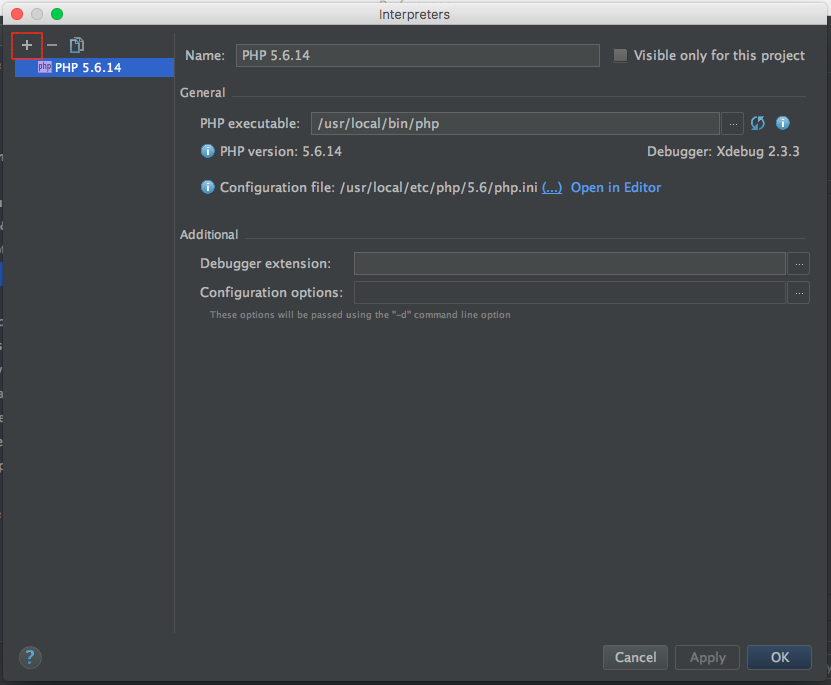 Interpreters
php PHP 5.6.14
Name: PHP 5.6.14 Visible only for this project
General
PHP executable: /usr/local/bin/php ...
PHP version: 5.6.14 Debugger: Xdebug 2.3.3
Configuration file: /usr/local/etc/php/5.6/php.ini (...) Open in Editor
Additional
Debugger extension: ...
Configuration options: ...
These options will be passed using the "-d" command line option
? Cancel Apply OK